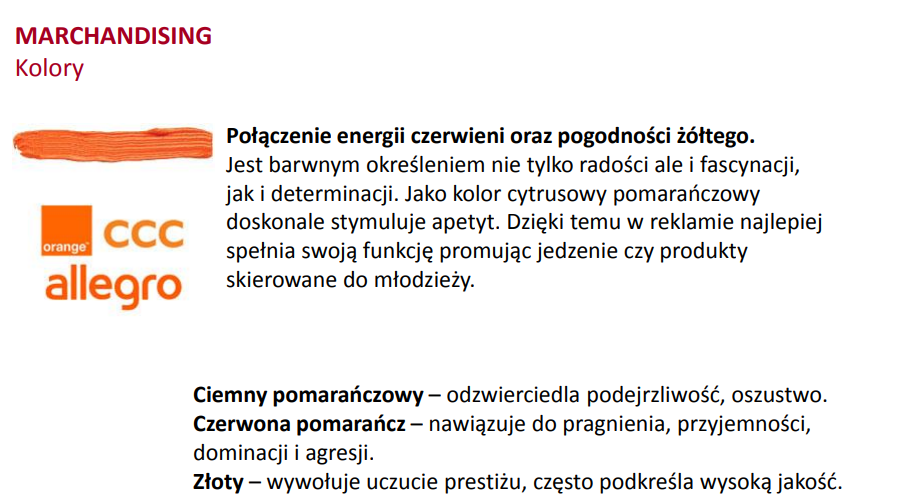 MARCHANDISING
Kolory
Połączenie energii czerwieni oraz pogodności żółtego.
Jest barwnym określeniem nie tylko radości ale i fascynacji,
jak i determinacji. Jako kolor cytrusowy pomarańczowy
doskonale stymuluje apetyt. Dzięki temu w reklamie najlepiej
spełnia swoją funkcję promując jedzenie czy produkty
skierowane do młodzieży.
orange™
CCC
allegro
Ciemny pomarańczowy – odzwierciedla podejrzliwość, oszustwo.
Czerwona pomarańcz – nawiązuje do pragnienia, przyjemności,
dominacji i agresji.
Złoty – wywołuje uczucie prestiżu, często podkreśla wysoką jakość.